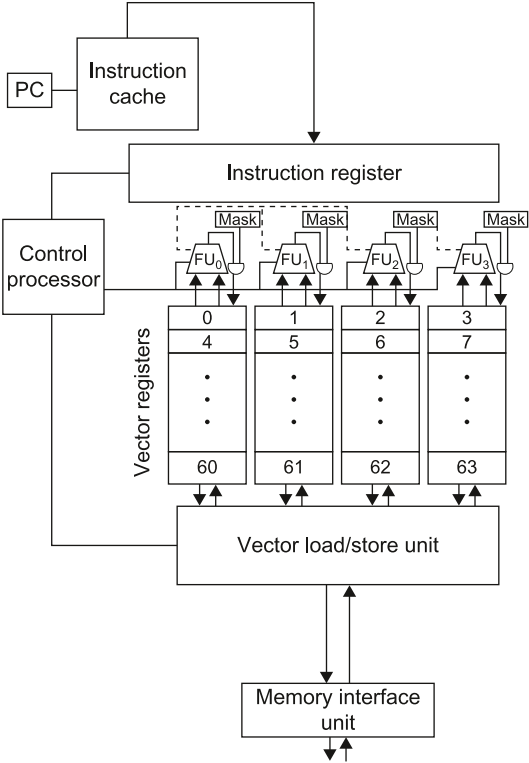 Instruction
cache
PC
Instruction register
Mask Mask Mask Mask
Control
processor
FU0 FU1 FU2 FU3
Vector registers
0 1 2 3
4 5 6 7
60 61 62 63
Vector load/store unit
Memory interface
unit